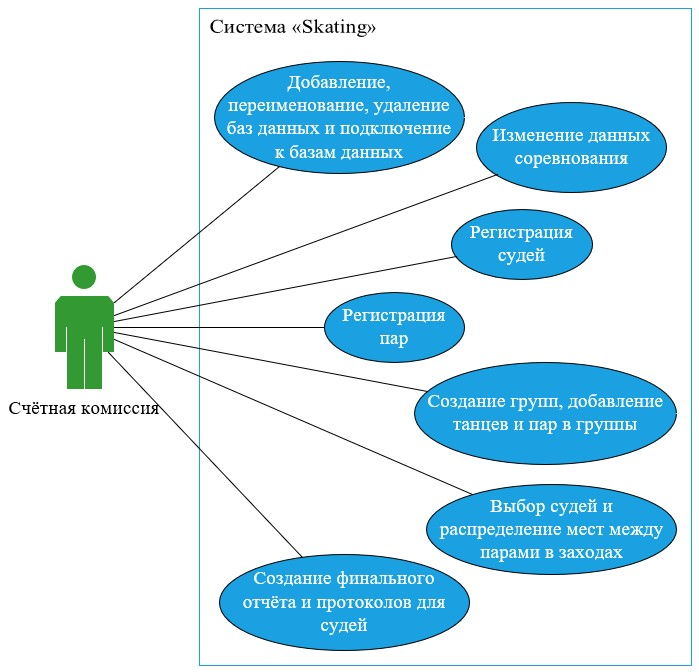 Система «Skating»
Добавление,
переименование, удаление
баз данных и подключение
к базам данных
Изменение данных
соревнования
Регистрация
судей
Регистрация
пар
Счётная комиссия
Создание групп, добавление
танцев и пар в группы
Выбор судей и
распределение мест между
парами в заходах
Создание финального
отчёта и протоколов для
судей